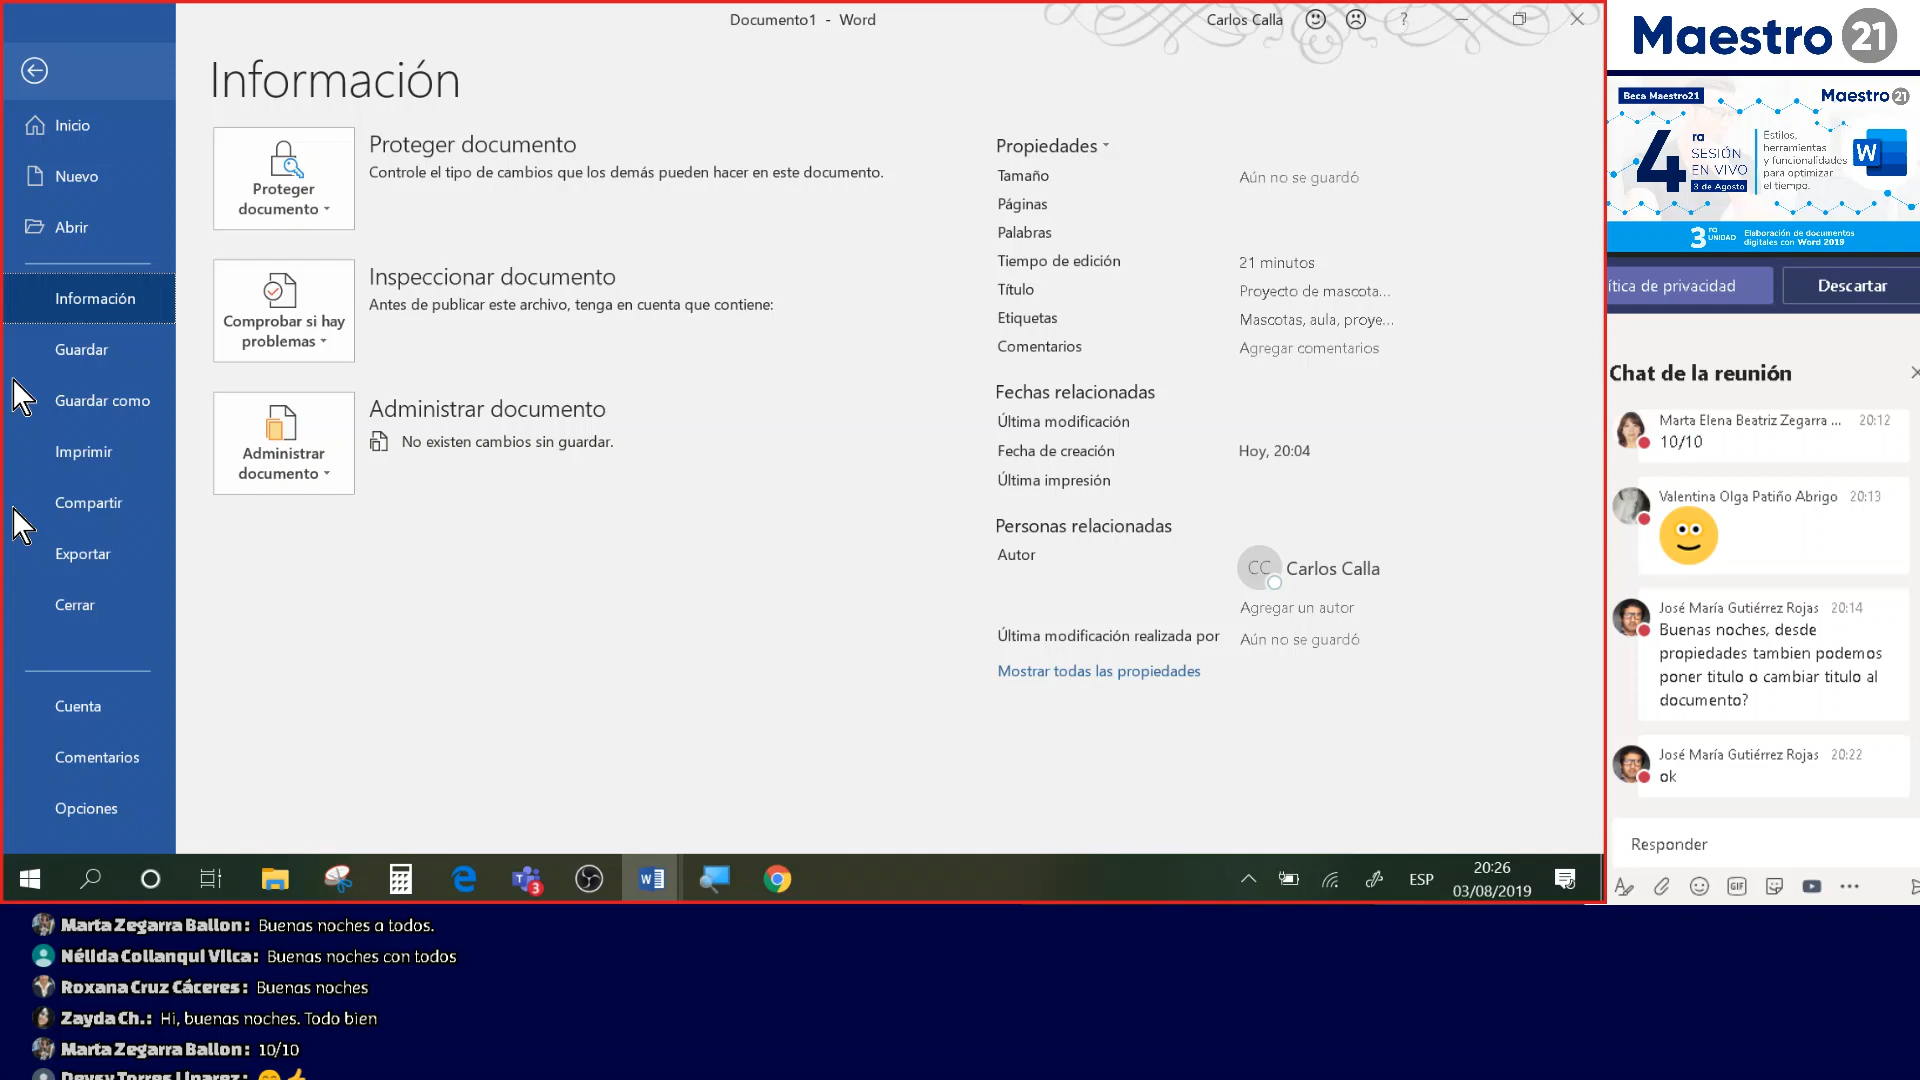 Documento1 - Word
Carlos Calla
?
Información
Inicio
Nuevo
Abrir
Información
Guardar
Guardar como
Imprimir
Compartir
Exportar
Cerrar
Cuenta
Comentarios
Opciones
Proteger
documento
Proteger documento
Controle el tipo de cambios que los demás pueden hacer en este documento.
Comprobar si hay
problemas
Inspeccionar documento
Antes de publicar este archivo, tenga en cuenta que contiene:
Administrar
documento
Administrar documento
No existen cambios sin guardar.
Propiedades
Tamaño Aún no se guardó
Páginas
Palabras
Tiempo de edición 21 minutos
Título Proyecto de mascota...
Etiquetas Mascotas, aula, proye...
Comentarios Agregar comentarios
Fechas relacionadas
Última modificación
Fecha de creación Hoy, 20:04
Última impresión
Personas relacionadas
Autor
CC Carlos Calla
Agregar un autor
Última modificación realizada por Aún no se guardó
Mostrar todas las propiedades
3
ESP
20:26
03/08/2019
Maestro 21
Beca Maestro21
Maestro 21
4 ra
SESIÓN
EN VIVO
3 de Agosto
Estilos,
herramientas
y funcionalidades
para optimizar
el tiempo.
W
3 ra UNIDAD
Elaboración de documentos
digitales con Word 2019
ítica de privacidad
Descartar
Chat de la reunión
Marta Elena Beatriz Zegarra ... 20:12
10/10
Valentina Olga Patiño Abrigo 20:13
José María Gutiérrez Rojas 20:14
Buenas noches, desde
propiedades tambien podemos
poner titulo o cambiar titulo al
documento?
José María Gutiérrez Rojas 20:22
ok
Responder
GIF
Marta Zegarra Ballon: Buenas noches a todos.
Nélida Collanqui Vilca: Buenas noches con todos
Roxana Cruz Cáceres: Buenas noches
Zayda Ch.: Hi, buenas noches. Todo bien
Marta Zegarra Ballon: 10/10
Deysy Torres Linarez: